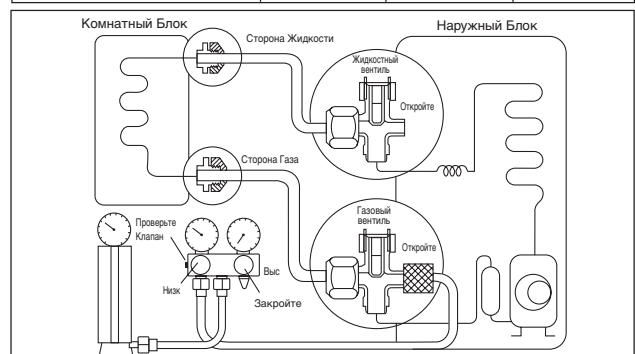 Комнатный Блок
Наружный Блок
Сторона Жидкости
Жидкостный
вентиль
Откройте
Сторона Газа
Газовый
вентиль
Откройте
Проверьте
Клапан
Выс
Низк
Закройте